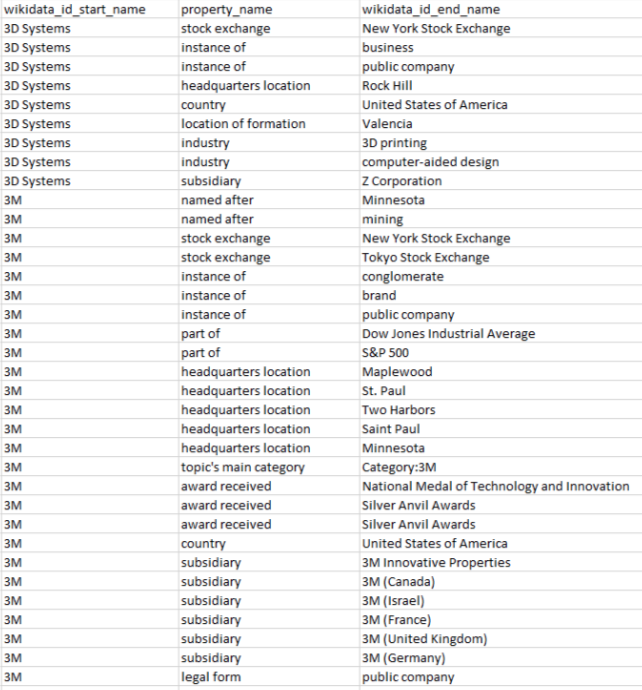 wikidata_id_start_name property_name wikidata_id_end_name
3D Systems stock exchange New York Stock Exchange
3D Systems instance of business
3D Systems instance of public company
3D Systems headquarters location Rock Hill
3D Systems country United States of America
3D Systems location of formation Valencia
3D Systems industry 3D printing
3D Systems industry computer-aided design
3D Systems subsidiary Z Corporation
3M named after Minnesota
3M named after mining
3M stock exchange New York Stock Exchange
3M stock exchange Tokyo Stock Exchange
3M instance of conglomerate
3M instance of brand
3M instance of public company
3M part of Dow Jones Industrial Average
3M part of S&P 500
3M headquarters location Maplewood
3M headquarters location St. Paul
3M headquarters location Two Harbors
3M headquarters location Saint Paul
3M headquarters location Minnesota
3M topic's main category Category:3M
3M award received National Medal of Technology and Innovation
3M award received Silver Anvil Awards
3M award received Silver Anvil Awards
3M country United States of America
3M subsidiary 3M Innovative Properties
3M subsidiary 3M (Canada)
3M subsidiary 3M (Israel)
3M subsidiary 3M (France)
3M subsidiary 3M (United Kingdom)
3M subsidiary 3M (Germany)
3M legal form public company